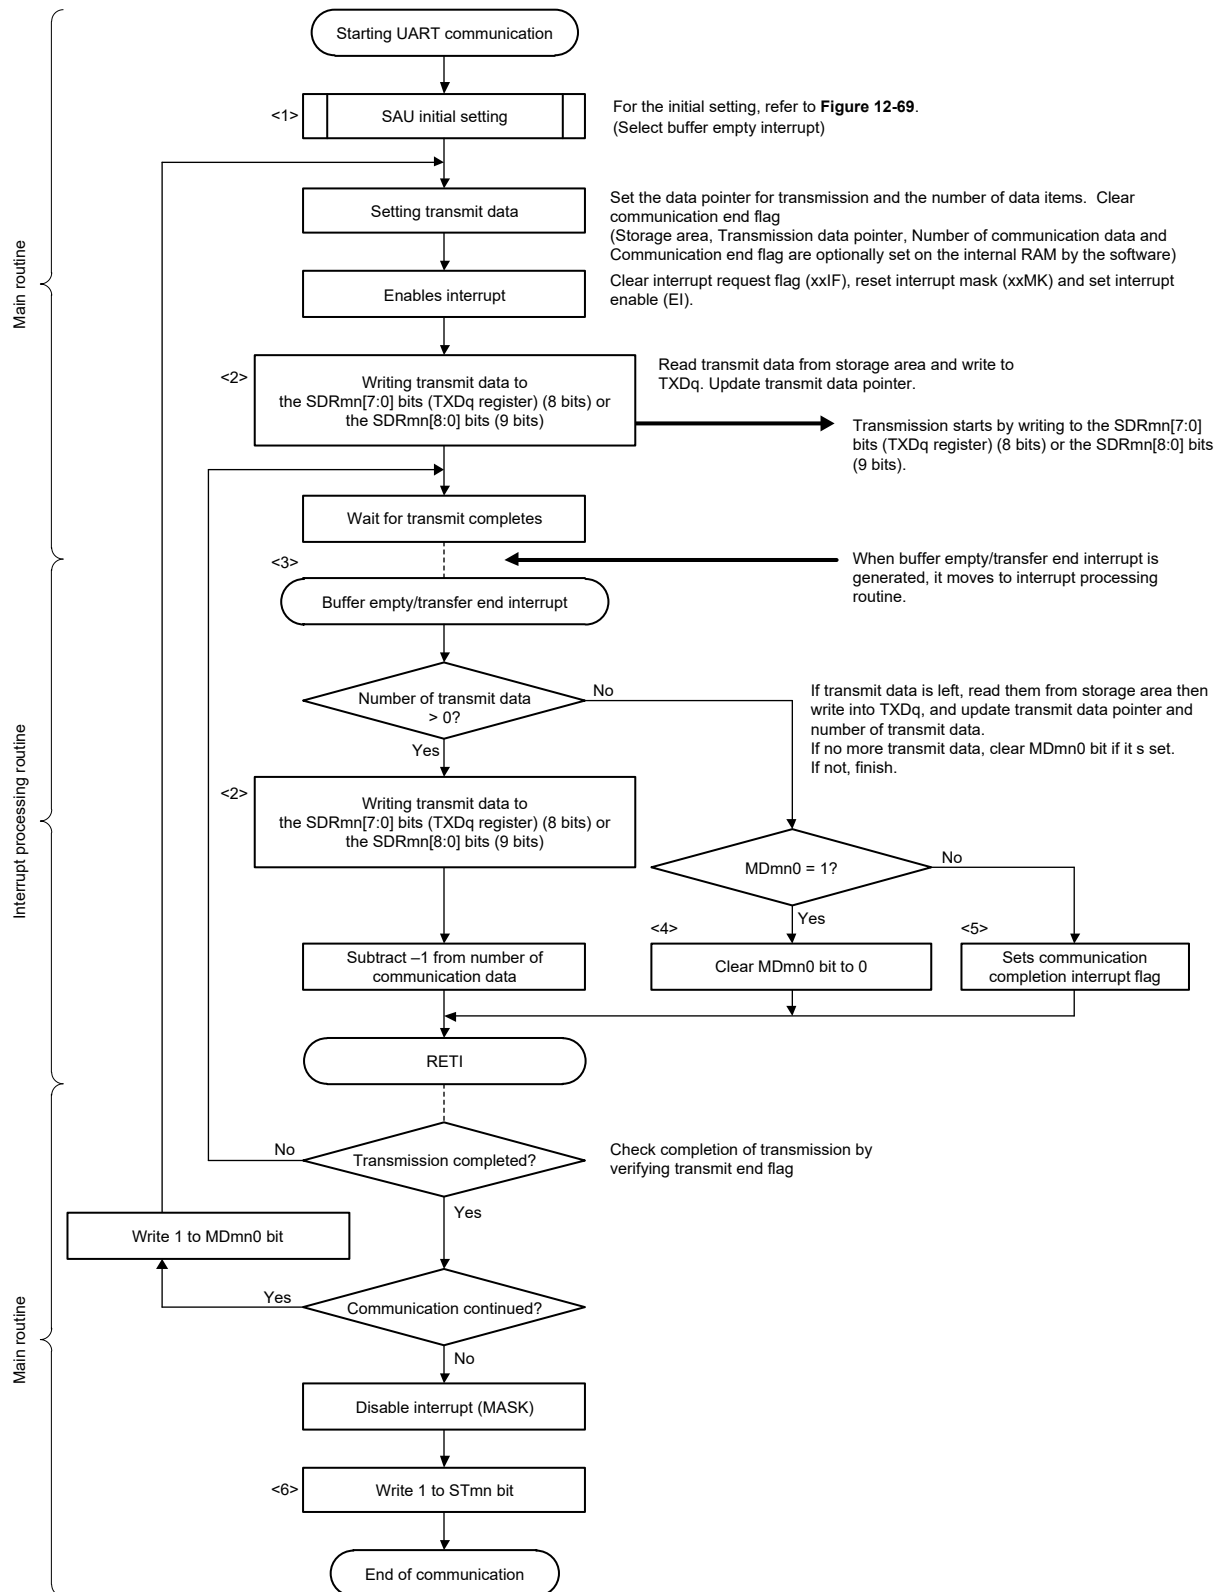 Starting UART communication
<1>
SAU initial setting
For the initial setting, refer to Figure 12-69.
(Select buffer empty interrupt)
Setting transmit data
Set the data pointer for transmission and the number of data items. Clear
communication end flag
(Storage area, Transmission data pointer, Number of communication data and
Communication end flag are optionally set on the internal RAM by the software)
Main routine
Enables interrupt
Clear interrupt request flag (xxIF), reset interrupt mask (xxMK) and set interrupt
enable (EI).
<2>
Writing transmit data to
the SDRmn[7:0] bits (TXDq register) (8 bits) or
the SDRmn[8:0] bits (9 bits)
Read transmit data from storage area and write to
TXDq. Update transmit data pointer.
Transmission starts by writing to the SDRmn[7:0]
bits (TXDq register) (8 bits) or the SDRmn[8:0] bits
(9 bits).
Wait for transmit completes
<3>
When buffer empty/transfer end interrupt is
generated, it moves to interrupt processing
routine.
Buffer empty/transfer end interrupt
Number of transmit data
> 0?
No
Yes
If transmit data is left, read them from storage area then
write into TXDq, and update transmit data pointer and
number of transmit data.
If no more transmit data, clear MDmn0 bit if it s set.
If not, finish.
Interrupt processing routine
<2>
Writing transmit data to
the SDRmn[7:0] bits (TXDq register) (8 bits) or
the SDRmn[8:0] bits (9 bits)
MDmn0 = 1?
No
Yes
Subtract –1 from number of
communication data
<4>
Clear MDmn0 bit to 0
<5>
Sets communication
completion interrupt flag
RETI
No
Transmission completed?
Check completion of transmission by
verifying transmit end flag
Yes
Write 1 to MDmn0 bit
Yes
Communication continued?
No
Main routine
Disable interrupt (MASK)
<6>
Write 1 to STmn bit
End of communication